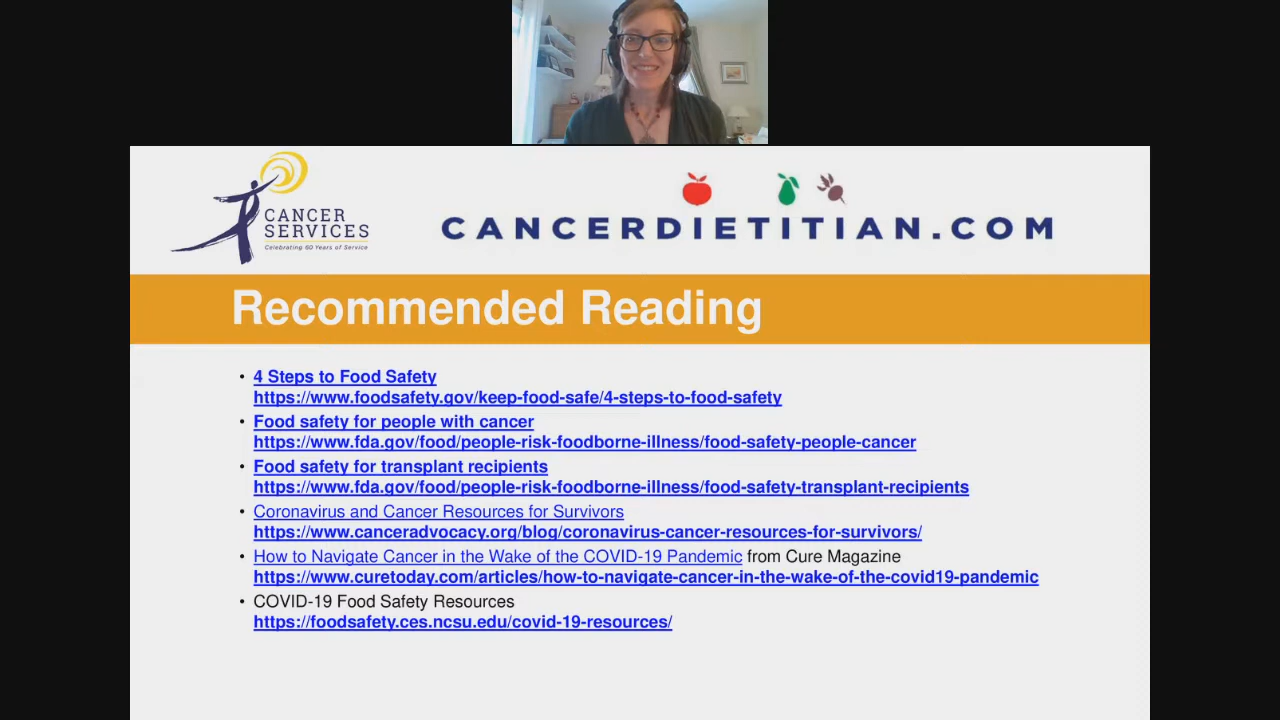 CANCER
SERVICES
Celebrating 60 Years of Service
CANCERDIETITIAN.COM
Recommended Reading
• 4 Steps to Food Safety
https://www.foodsafety.gov/keep-food-safe/4-steps-to-food-safety
• Food safety for people with cancer
https://www.fda.gov/food/people-risk-foodborne-illness/food-safety-people-cancer
• Food safety for transplant recipients
https://www.fda.gov/food/people-risk-foodborne-illness/food-safety-transplant-recipients
• Coronavirus and Cancer Resources for Survivors
https://www.canceradvocacy.org/blog/coronavirus-cancer-resources-for-survivors/
• How to Navigate Cancer in the Wake of the COVID-19 Pandemic from Cure Magazine
https://www.curetoday.com/articles/how-to-navigate-cancer-in-the-wake-of-the-covid19-pandemic
• COVID-19 Food Safety Resources
https://foodsafety.ces.ncsu.edu/covid-19-resources/